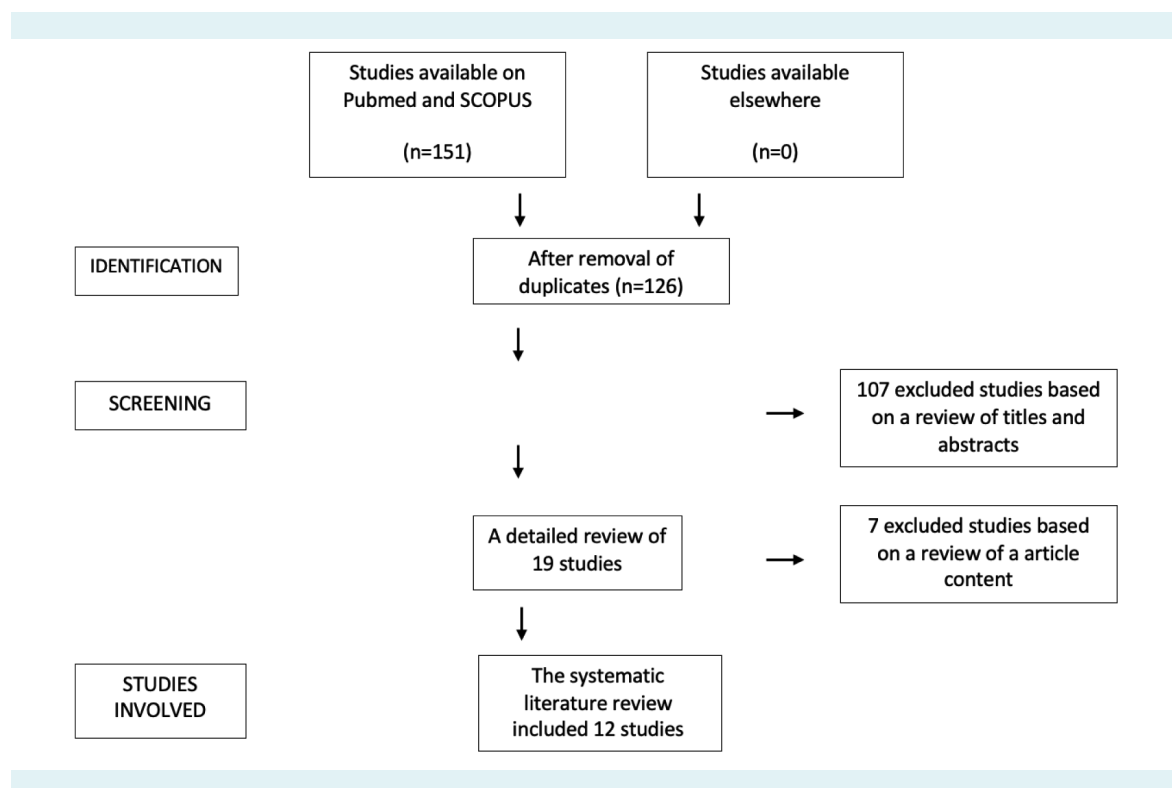 Studies available on
Pubmed and SCOPUS
(n=151)
Studies available
elsewhere
(n=0)
IDENTIFICATION
After removal of
duplicates (n=126)
SCREENING
107 excluded studies based
on a review of titles and
abstracts
A detailed review of
19 studies
7 excluded studies based
on a review of a article
content
STUDIES
INVOLVED
The systematic
literature review
included 12 studies